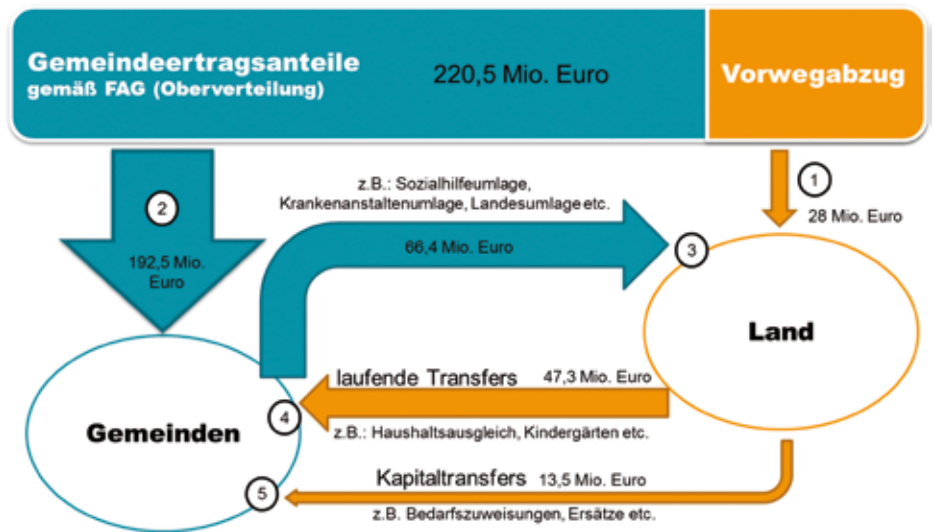 Gemeindeertragsanteile
gemäß FAG (Oberverteilung)
220,5 Mio. Euro
Vorwegabzug
1
28 Mio. Euro
2
192,5 Mio.
Euro
z.B.: Sozialhilfeumlage,
Krankenanstaltenumlage, Landesumlage etc.
66,4 Mio. Euro
3
Land
Gemeinden
laufende Transfers 47,3 Mio. Euro
4
z.B.: Haushaltsausgleich, Kindergärten etc.
Kapitaltransfers 13,5 Mio. Euro
5
z.B. Bedarfszuweisungen, Ersätze etc.